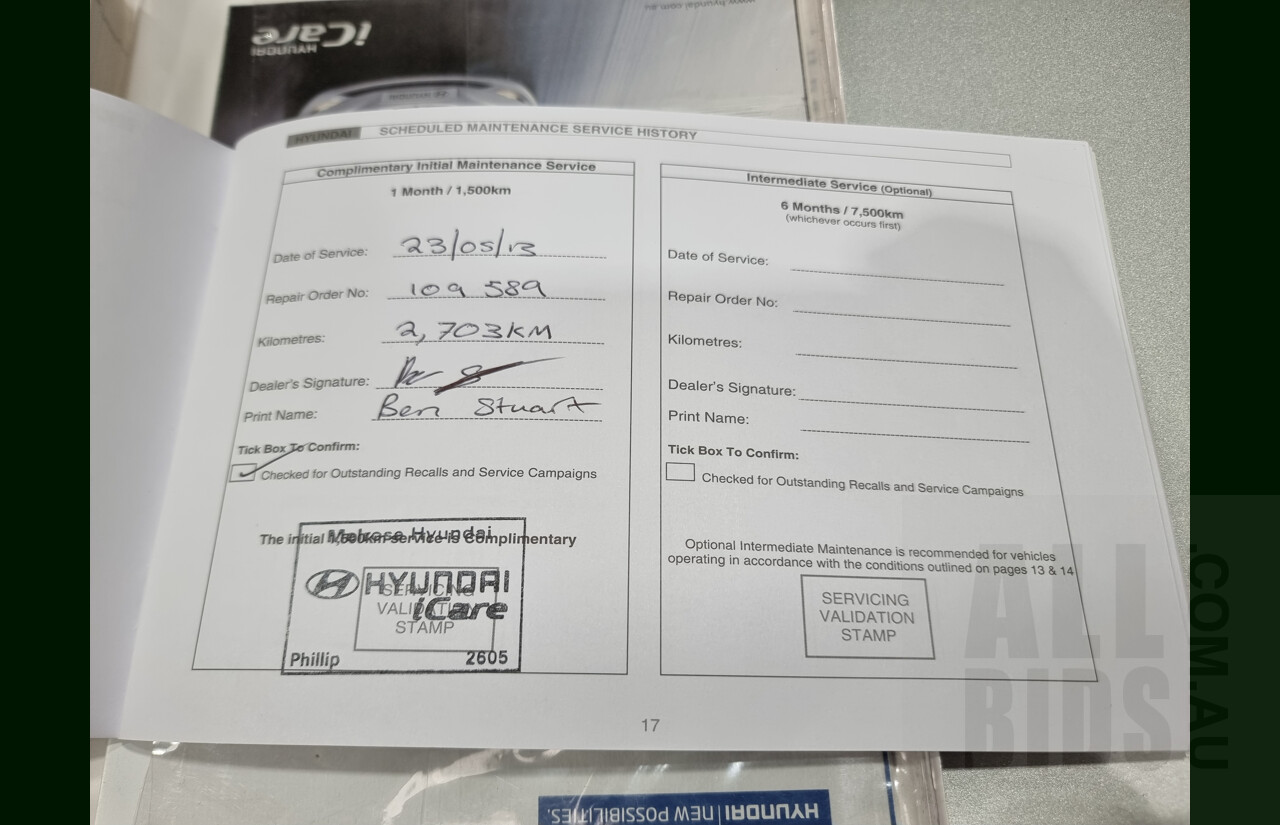 www.hyundai.com.au
iCare
HYUNDAI
HYUNDAI SCHEDULED MAINTENANCE SERVICE HISTORY
Complimentary Initial Maintenance Service
1 Month / 1,500km
Date of Service: 23/05/13
Repair Order No: 109 589
Kilometres: 2,703KM
Dealer's Signature:
Print Name: Ben Stuart
Tick Box To Confirm:
Checked for Outstanding Recalls and Service Campaigns
The initial 1,500km service is Complimentary
Melrose Hyundai
HYUNDAI
iCare
SERVICING
VALIDATION
STAMP
Phillip 2605
Intermediate Service (Optional)
6 Months / 7,500km
(whichever occurs first)
Date of Service:
Repair Order No:
Kilometres:
Dealer's Signature:
Print Name:
Tick Box To Confirm:
Checked for Outstanding Recalls and Service Campaigns
Optional Intermediate Maintenance is recommended for vehicles
operating in accordance with the conditions outlined on pages 13 & 14
SERVICING
VALIDATION
STAMP
17
HYUNDAI | NEW POSSIBILITIES.
ALL
BIDS
.COM.AU